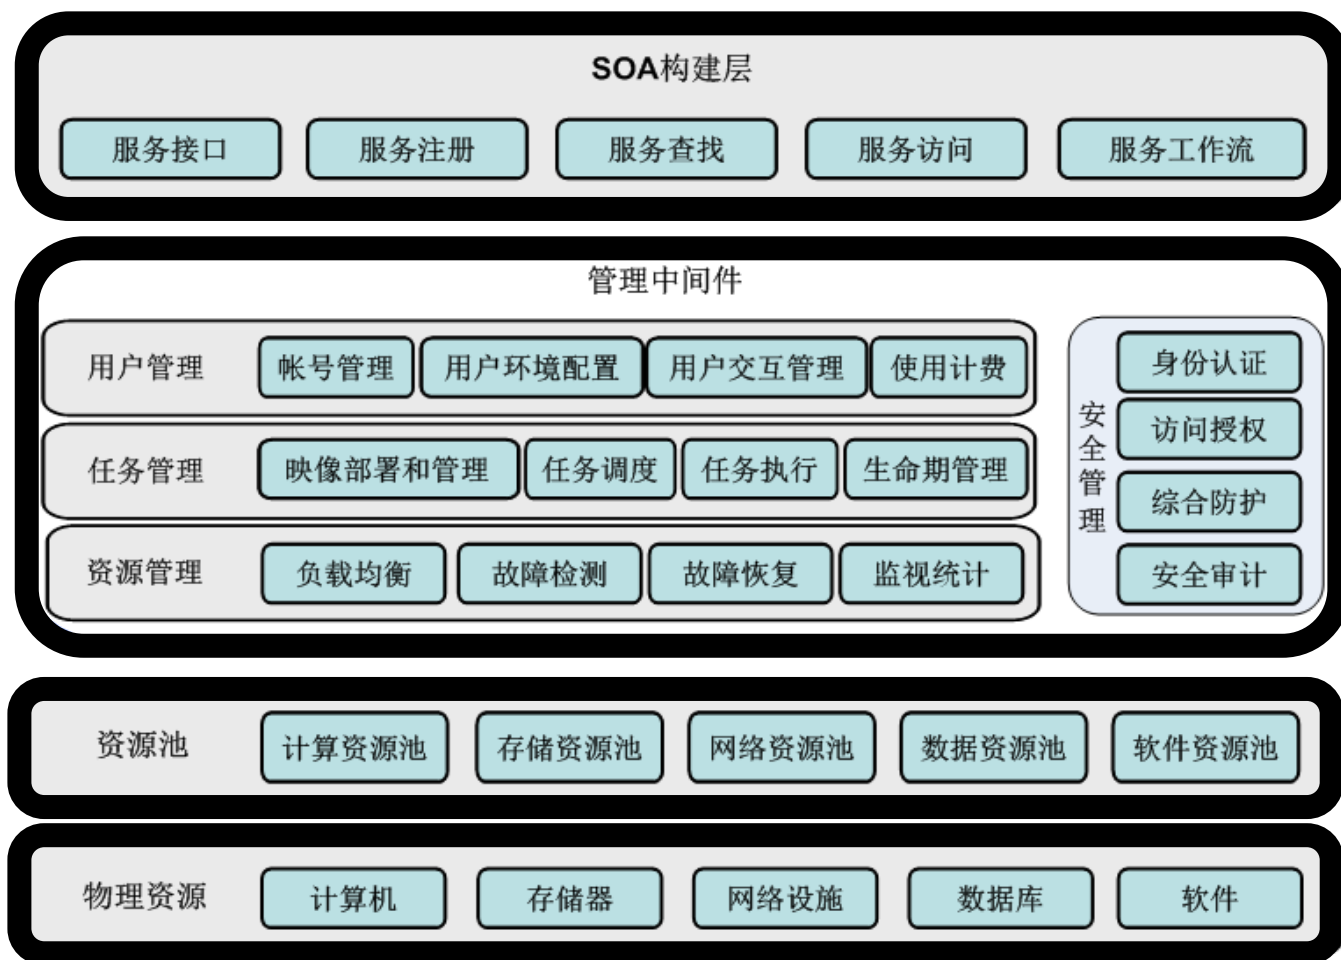 SOA构建层
服务接口 服务注册 服务查找 服务访问 服务工作流
管理中间件
用户管理 帐号管理 用户环境配置 用户交互管理 使用计费
任务管理 映像部署和管理 任务调度 任务执行 生命期管理
资源管理 负载均衡 故障检测 故障恢复 监视统计
安全管理
身份认证
访问授权
综合防护
安全审计
资源池 计算资源池 存储资源池 网络资源池 数据资源池 软件资源池
物理资源 计算机 存储器 网络设施 数据库 软件